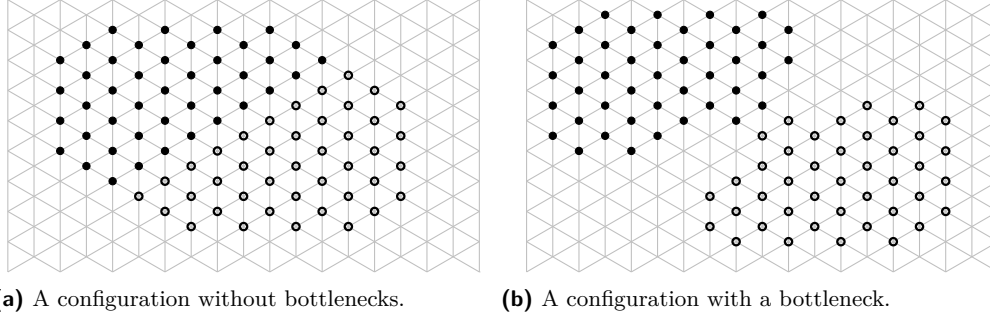 (a) A configuration without bottlenecks.
(b) A configuration with a bottleneck.